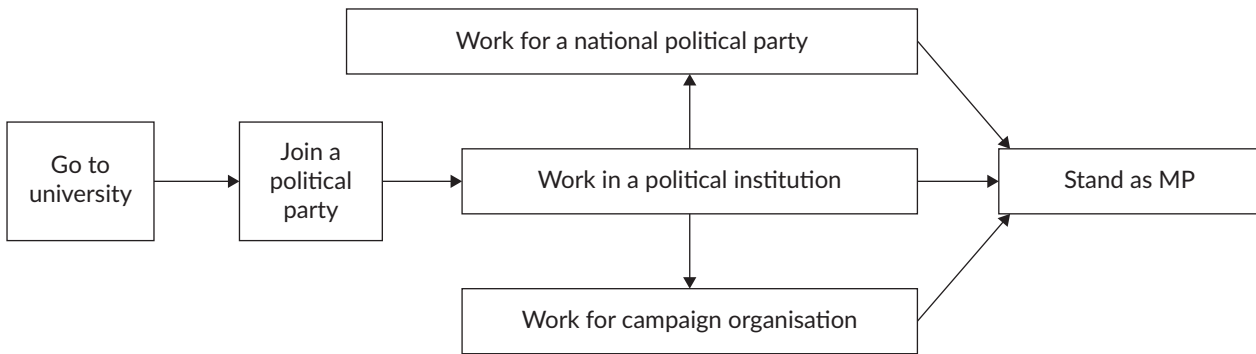 Work for a national political party
Go to
university
Join a
political
party
Work in a political institution
Stand as MP
Work for campaign organisation